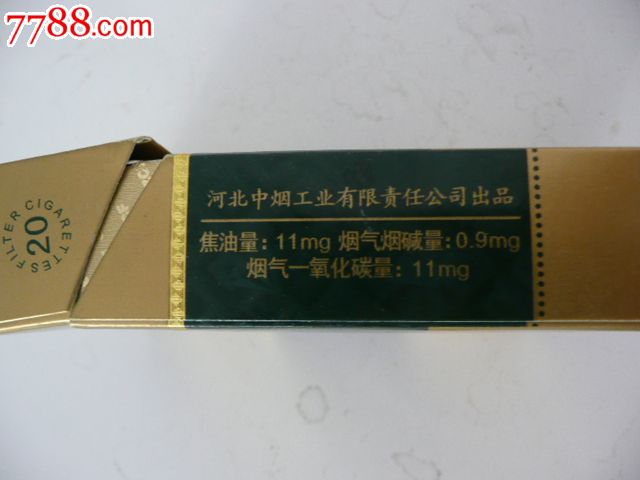 7788.com
FILTER CIGARETTES
20
河北中烟工业有限责任公司出品
焦油量：11mg 烟气烟碱量：0.9mg
烟气一氧化碳量：11mg